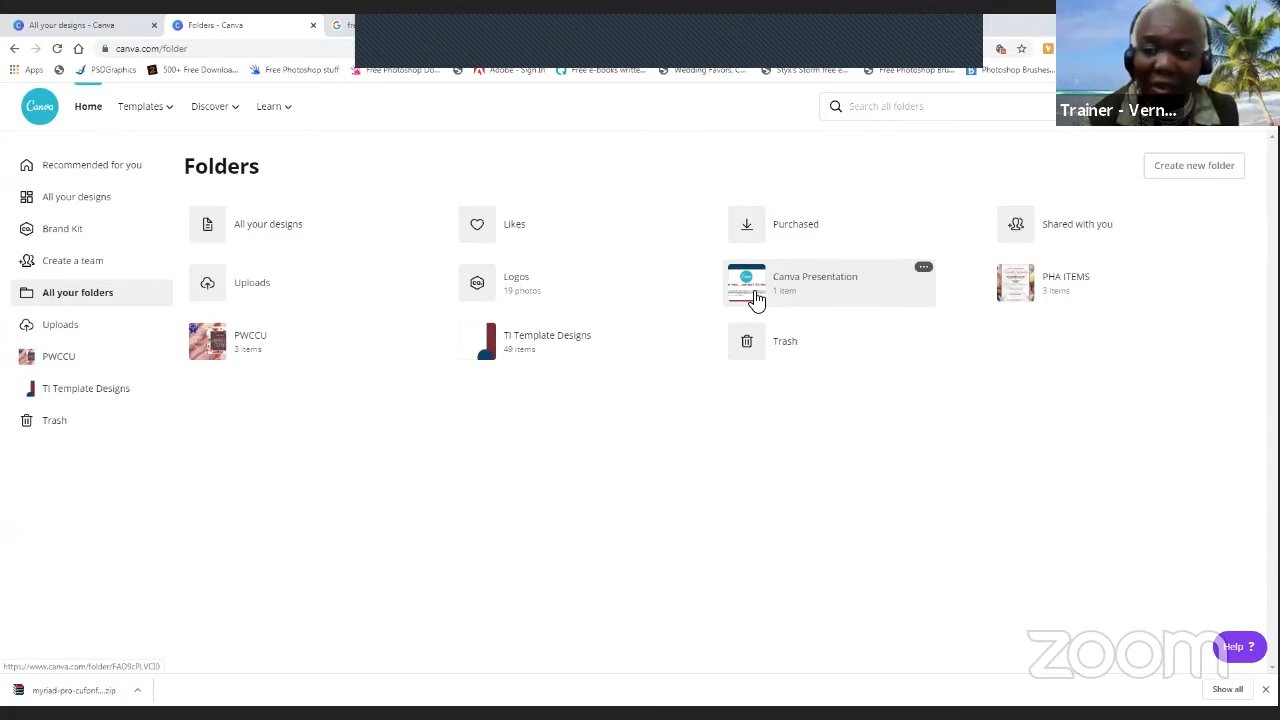 All your designs - Canva
Folders - Canva
canva.com/folder
Apps
PSDGraphics
500+ Free Downloa...
Free Photoshop stuff
Free Photoshop Do...
Adobe - Sign In
Free e-books writte...
Wedding Favors, C...
Styx's Storm free e...
Free Photoshop Bru...
Photoshop Brushes...
Trainer - Vern...
Canva
Home
Templates
Discover
Learn
Search all folders
Recommended for you
All your designs
Brand Kit
Create a team
All your folders
Uploads
PWCCU
TI Template Designs
Trash
Folders
Create new folder
All your designs
Likes
Purchased
Shared with you
Uploads
Logos
19 photos
Canva Presentation
1 item
PHA ITEMS
3 items
PWCCU
3 items
TI Template Designs
49 items
Trash
zoom
Help ?
myriad-pro-cufonf....zip
Show all